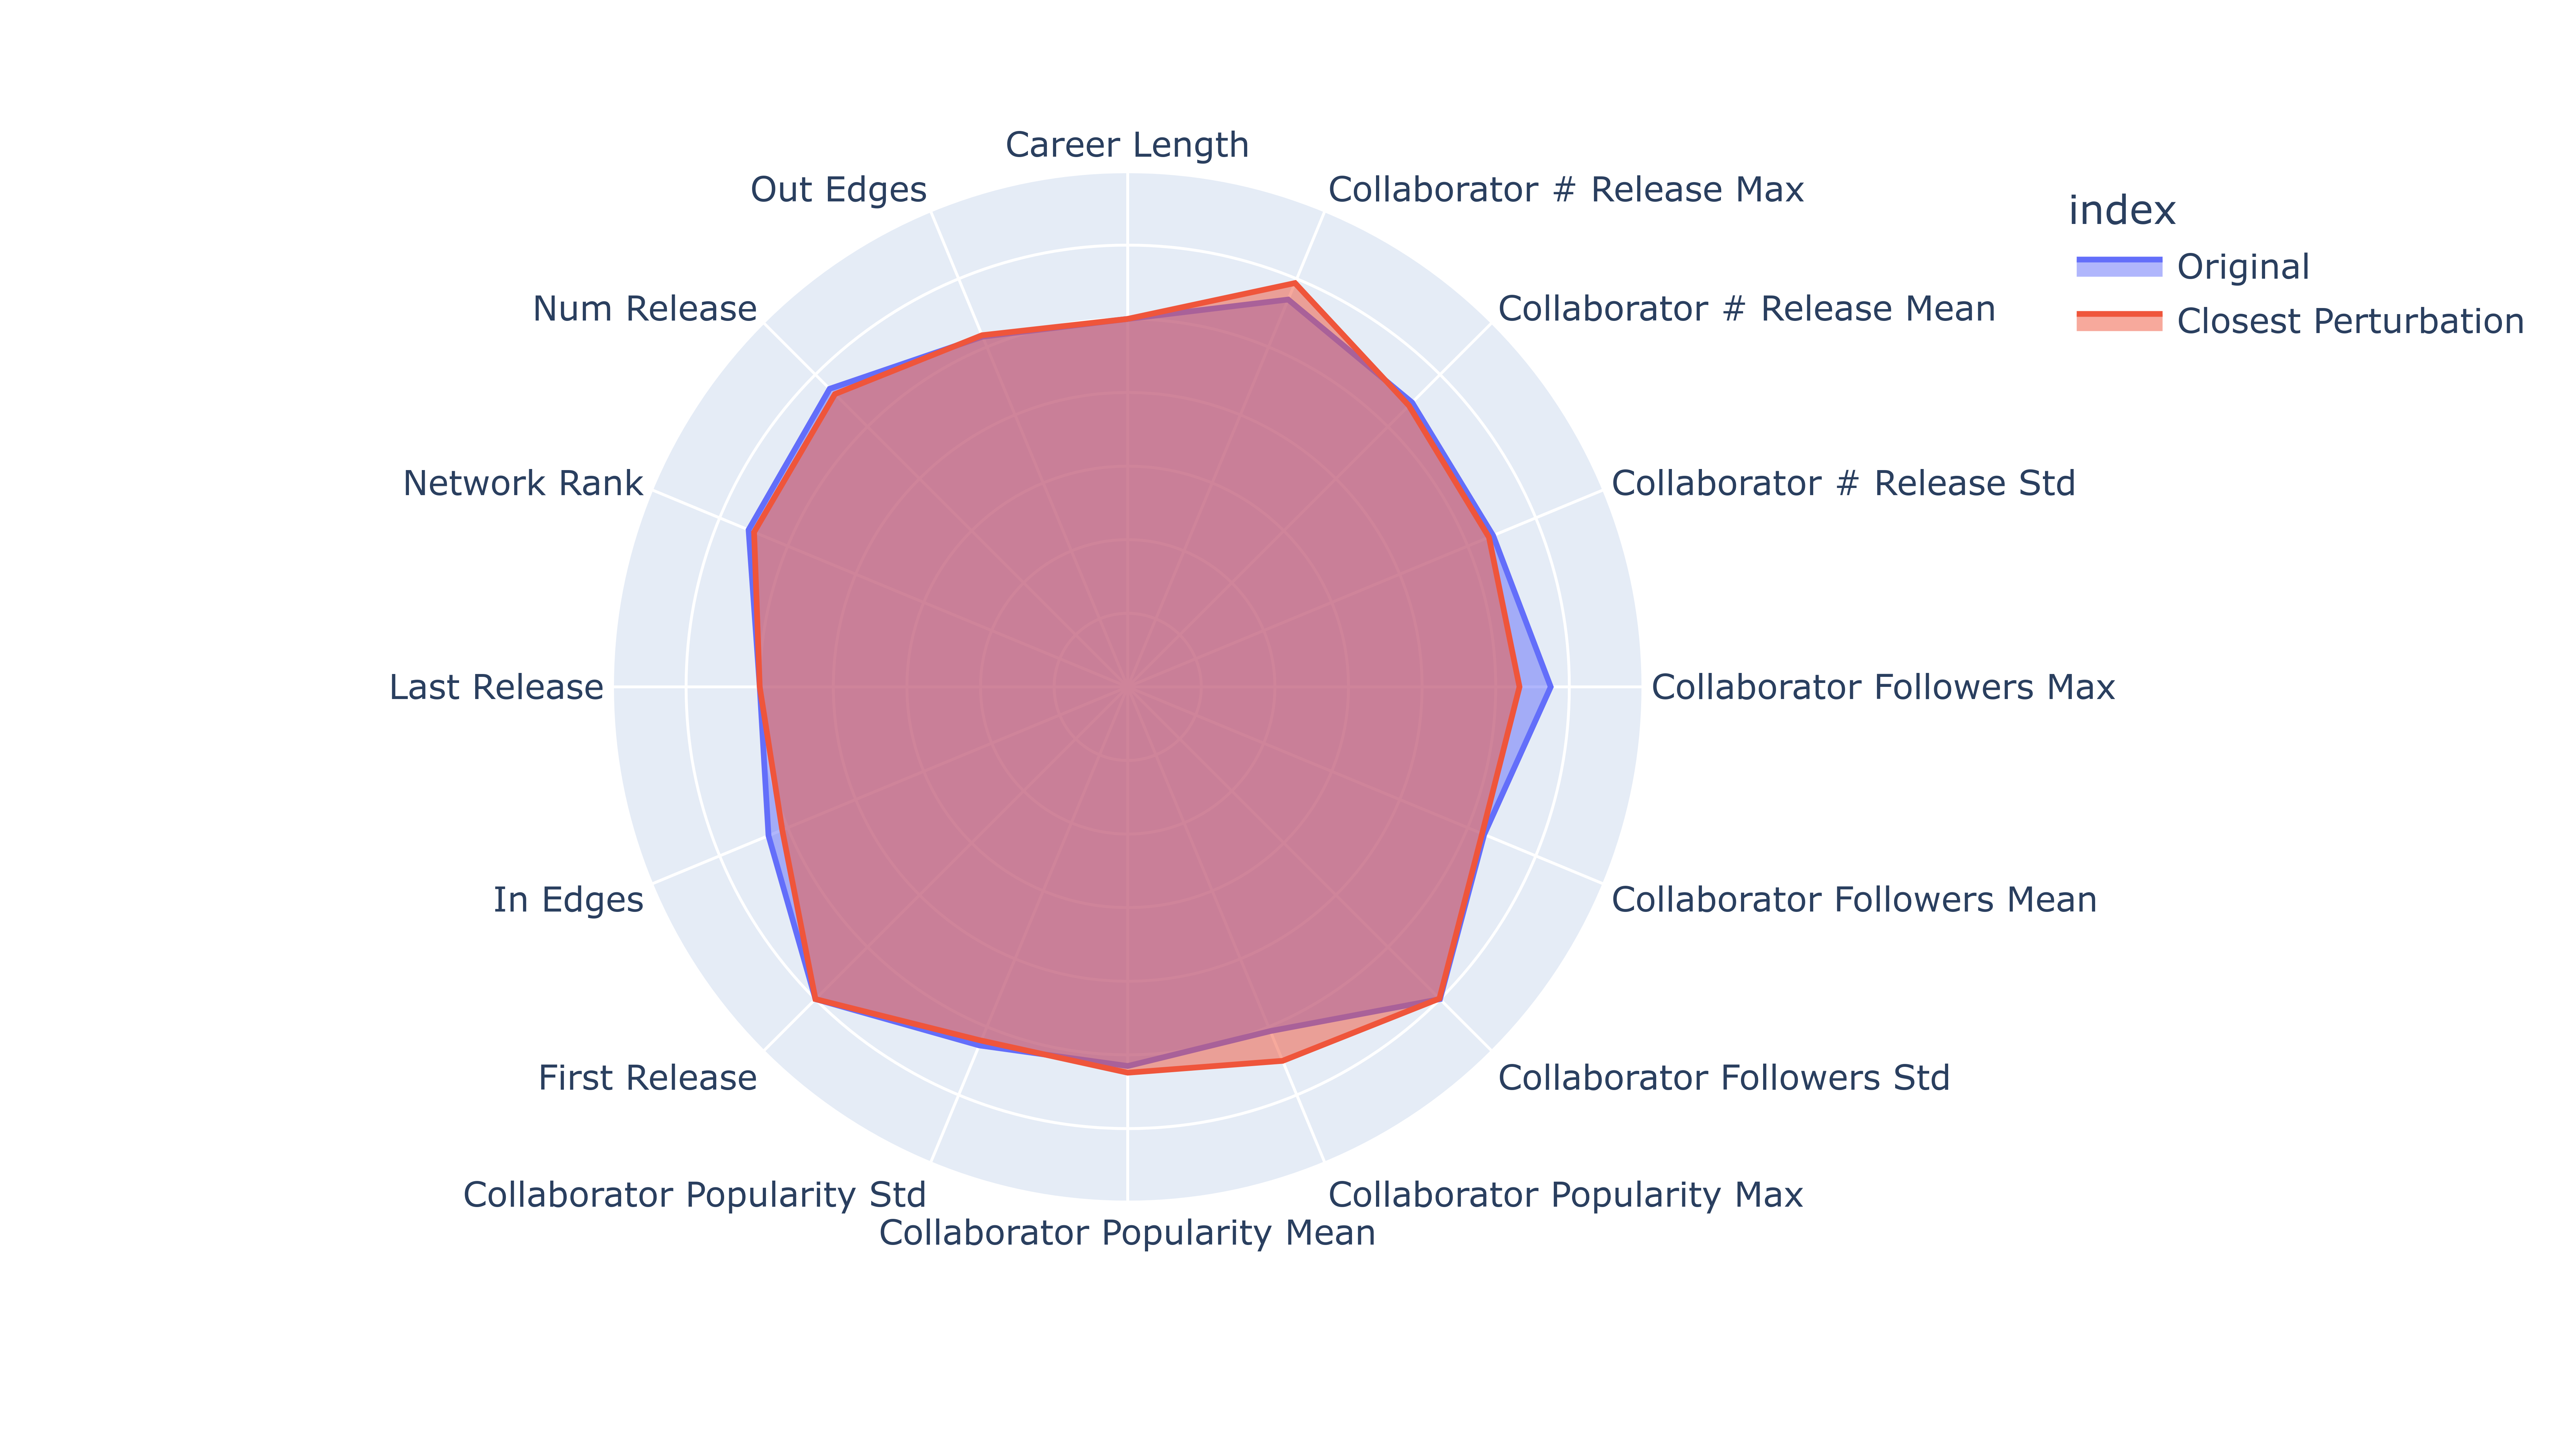 Career Length
Out Edges
Collaborator # Release Max
Num Release
Collaborator # Release Mean
Network Rank
Collaborator # Release Std
Last Release
Collaborator Followers Max
In Edges
Collaborator Followers Mean
First Release
Collaborator Followers Std
Collaborator Popularity Std
Collaborator Popularity Max
Collaborator Popularity Mean
index
Original
Closest Perturbation